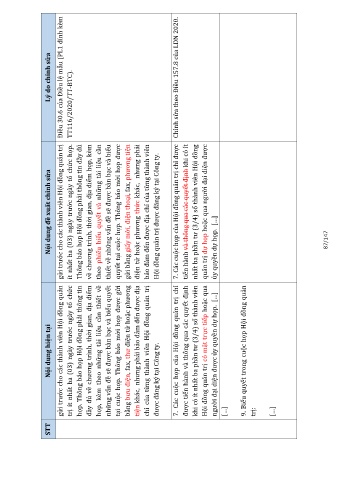 STT
Nội dung hiện tại
Nội dung đề xuất chỉnh sửa
Lý do chỉnh sửa
gửi trước cho các thành viên Hội đồng quản
trị ít nhất ba (03) ngày trước ngày tổ chức
họp. Thông báo họp Hội đồng phải thông tin
đầy đủ về chương trình, thời gian, địa điểm
họp, kèm theo những tài liệu cần thiết về
những vấn đề sẽ được bàn bạc và biểu quyết
tại cuộc họp. Thông báo mời họp được gửi
bằng bưu điện, fax, thư điện tử hoặc phương
tiện khác, nhưng phải bảo đảm đến được địa
chỉ của từng thành viên Hội đồng quản trị
được đăng ký tại Công ty.
gửi trước cho các thành viên Hội đồng quản trị
ít nhất ba (03) ngày trước ngày tổ chức họp.
Thông báo họp Hội đồng phải thông tin đầy đủ
về chương trình, thời gian, địa điểm họp, kèm
theo phiếu biểu quyết và những tài liệu cần
thiết về những vấn đề sẽ được bàn bạc và biểu
quyết tại cuộc họp. Thông báo mời họp được
gửi bằng giấy mời, điện thoại, fax, phương tiện
điện tử hoặc phương thức khác, nhưng phải
bảo đảm đến được địa chỉ của từng thành viên
Hội đồng quản trị được đăng ký tại Công ty.
Điều 30.6 của Điều lệ mẫu (PL1 đính kèm
TT116/2020/TT-BTC).
7. Các cuộc họp của Hội đồng quản trị chỉ
được tiến hành và thông qua các quyết định
khi có ít nhất ba phần tư (3/4) số thành viên
Hội đồng quản trị có mặt trực tiếp hoặc qua
người đại diện được ủy quyền dự họp. [...]
7. Các cuộc họp của Hội đồng quản trị chỉ được
tiến hành và thông qua các quyết định khi có ít
nhất ba phần tư (3/4) số thành viên Hội đồng
quản trị dự họp hoặc qua người đại diện được
ủy quyền dự họp. [...]
Chỉnh sửa theo Điều 157.8 của LDN 2020.
[...]
9. Biểu quyết trong cuộc họp Hội đồng quản
trị:
[...]
87/147